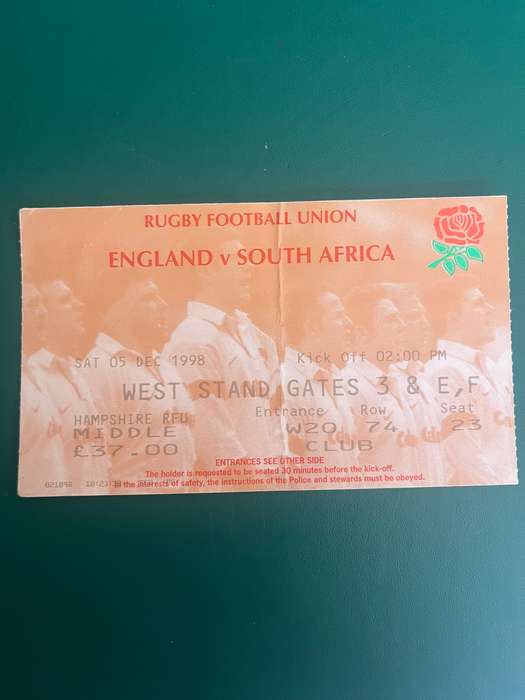 RUGBY FOOTBALL UNION
ENGLAND v SOUTH AFRICA
SAT 05 DEC 1998 Kick Off 02:00 PM
WEST STAND GATES 3 & E,F
HAMPSHIRE RFU Entrance Row Seat
MIDDLE W20 74 23
£37.00 CLUB
ENTRANCES SEE OTHER SIDE
The holder is requested to be seated 30 minutes before the kick-off.
In the interests of safety, the instructions of the Police and stewards must be obeyed.
021098